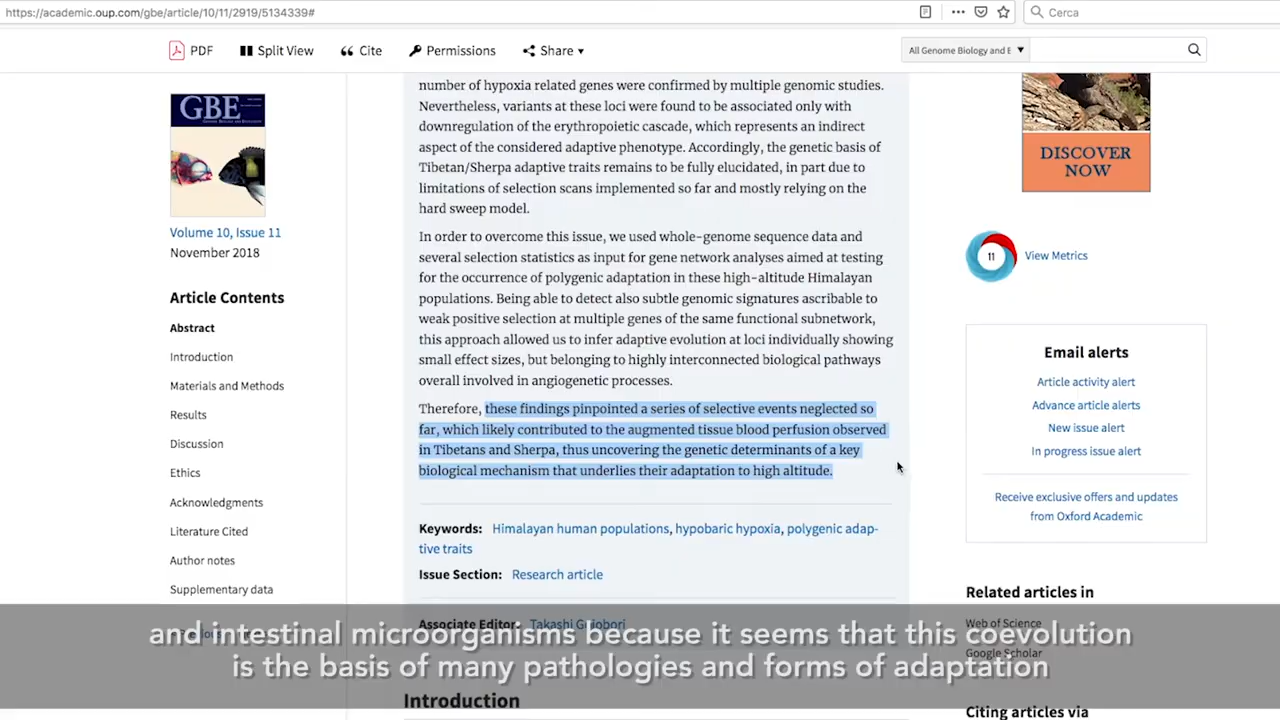 https://academic.oup.com/gbe/article/10/11/2919/5134339#
Cerca
PDF
Split View
Cite
Permissions
Share
All Genome Biology and E
GBE
Volume 10, Issue 11
November 2018
Article Contents
Abstract
Introduction
Materials and Methods
Results
Discussion
Ethics
Acknowledgments
Literature Cited
Author notes
Supplementary data
number of hypoxia related genes were confirmed by multiple genomic studies.
Nevertheless, variants at these loci were found to be associated only with
downregulation of the erythropoietic cascade, which represents an indirect
aspect of the considered adaptive phenotype. Accordingly, the genetic basis of
Tibetan/Sherpa adaptive traits remains to be fully elucidated, in part due to
limitations of selection scans implemented so far and mostly relying on the
hard sweep model.
In order to overcome this issue, we used whole-genome sequence data and
several selection statistics as input for gene network analyses aimed at testing
for the occurrence of polygenic adaptation in these high-altitude Himalayan
populations. Being able to detect also subtle genomic signatures ascribable to
weak positive selection at multiple genes of the same functional subnetwork,
this approach allowed us to infer adaptive evolution at loci individually showing
small effect sizes, but belonging to highly interconnected biological pathways
overall involved in angiogenetic processes.
Therefore, these findings pinpointed a series of selective events neglected so
far, which likely contributed to the augmented tissue blood perfusion observed
in Tibetans and Sherpa, thus uncovering the genetic determinants of a key
biological mechanism that underlies their adaptation to high altitude.
Keywords: Himalayan human populations, hypobaric hypoxia, polygenic adap-
tive traits
Issue Section: Research article
Associate Editor: Takashi Gojobori
Introduction
DISCOVER
NOW
11
View Metrics
Email alerts
Article activity alert
Advance article alerts
New issue alert
In progress issue alert
Receive exclusive offers and updates
from Oxford Academic
Related articles in
Web of Science
Google Scholar
Citing articles via
and intestinal microorganisms because it seems that this coevolution
is the basis of many pathologies and forms of adaptation